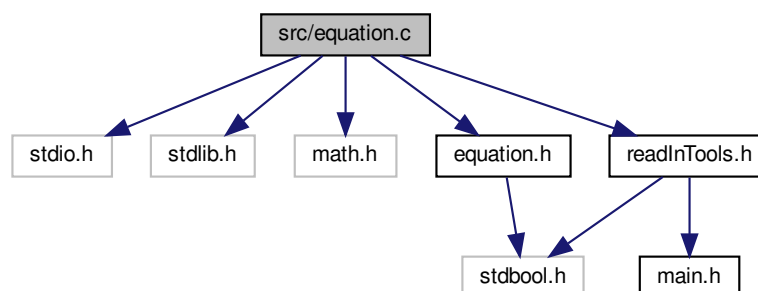 src/equation.c
stdio.h
stdlib.h
math.h
equation.h
readInTools.h
stdbool.h
main.h